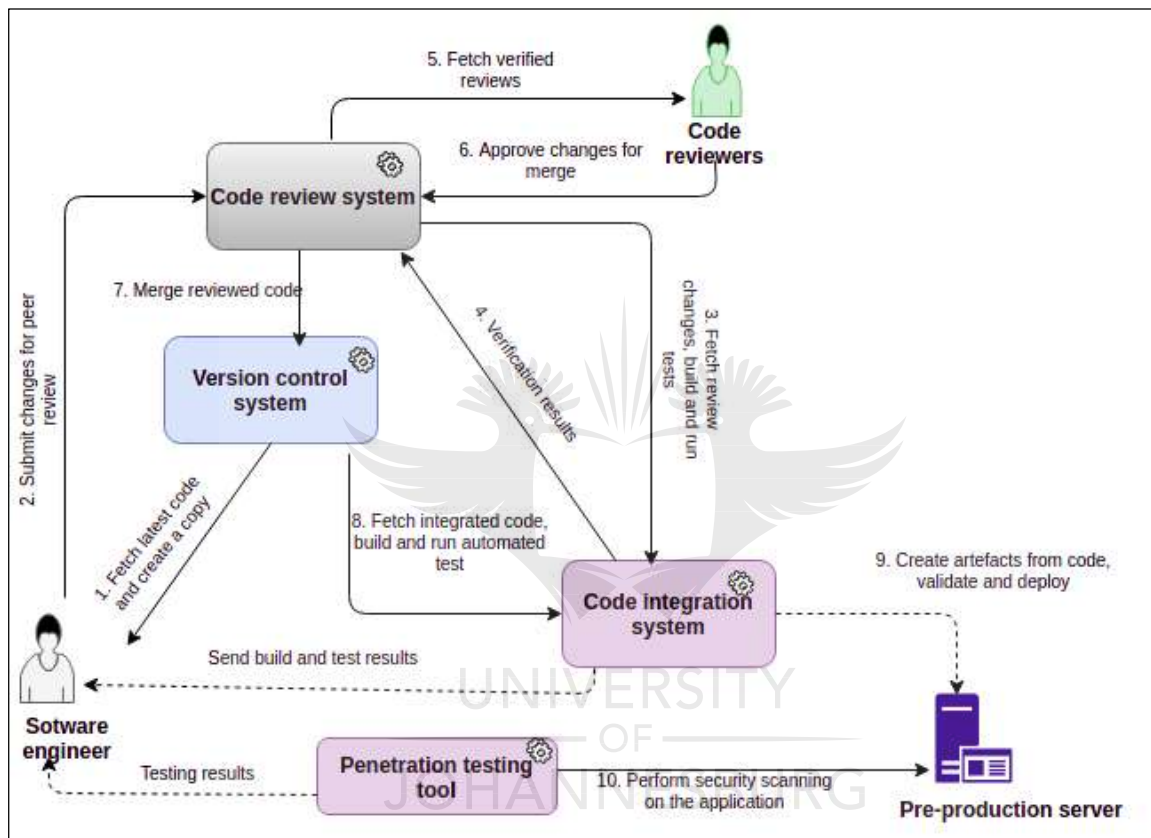 5. Fetch verified
reviews
Code
reviewers
6. Approve changes for
merge
Code review system
7. Merge reviewed code
4. Verification results
3. Fetch review
changes, build and run
tests
2. Submit changes for peer
review
Version control
system
1. Fetch latest code
and create a copy
8. Fetch integrated code,
build and run automated
test
9. Create artefacts from code,
validate and deploy
Code integration
system
Send build and test results
Sotware
engineer
Testing results
Penetration testing
tool
10. Perform security scanning
on the application
Pre-production server
UNIVERSITY
OF
JOHANNESBURG